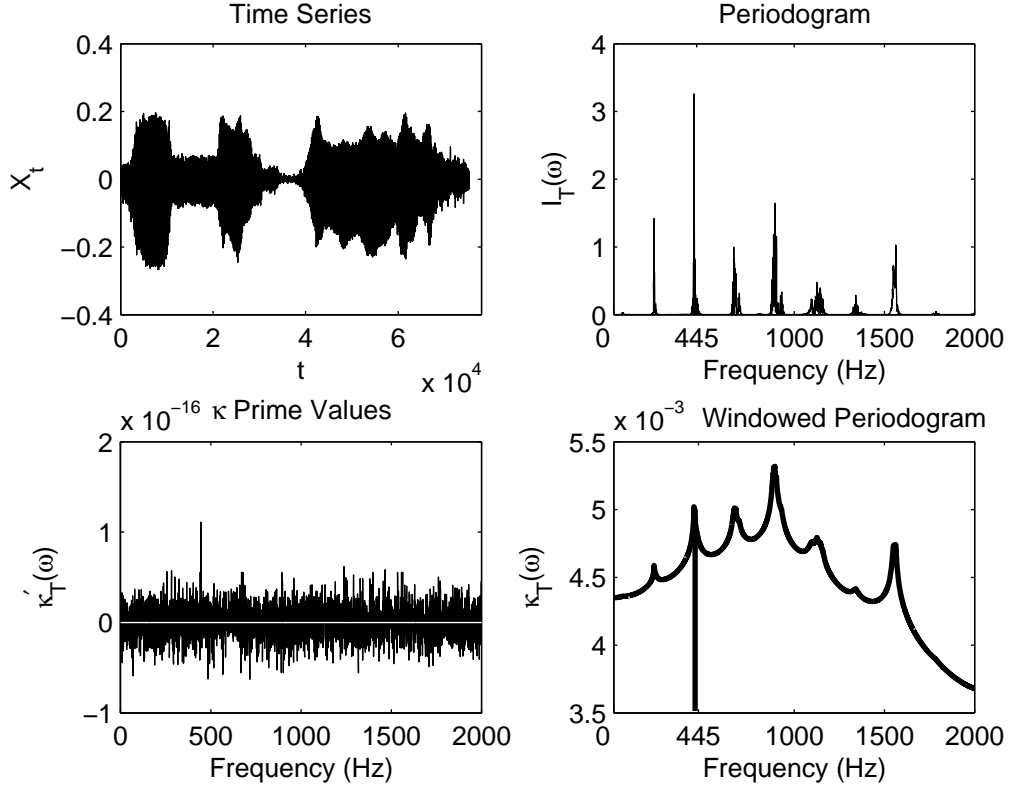 Time Series
0.4
0.2
0
−0.2
−0.4
X_t
0 2 4 6
t
x 10^4
Periodogram
4
3
2
1
0
I_T(ω)
0 445 1000 1500 2000
Frequency (Hz)
x 10^−16 κ Prime Values
2
1
0
−1
κ′_T(ω)
0 500 1000 1500 2000
Frequency (Hz)
x 10^−3 Windowed Periodogram
5.5
5
4.5
4
3.5
κ_T(ω)
0 445 1000 1500 2000
Frequency (Hz)